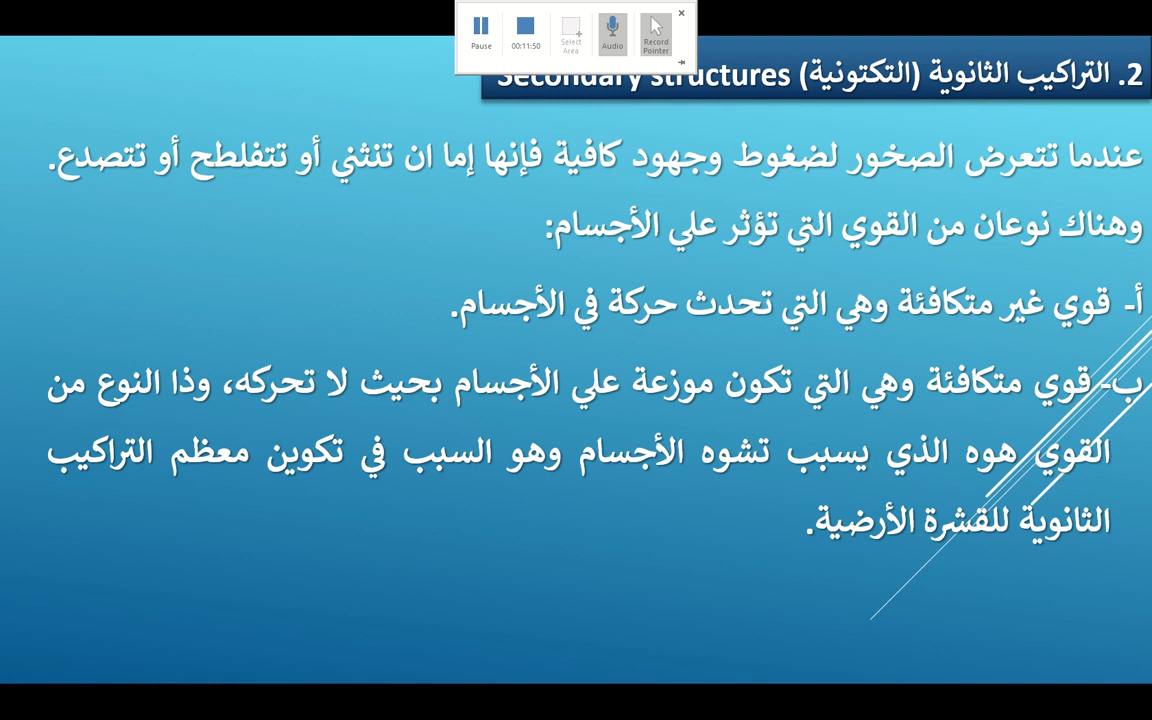 Pause
00:11:50
Select Area
Audio
Record Pointer
2. التراكيب الثانوية (التكتونية) Secondary structures
عندما تتعرض الصخور لضغوط وجهود كافية فإنها إما ان تنثني أو تتفلطح أو تتصدع.
وهناك نوعان من القوي التي تؤثر علي الأجسام:
أ- قوي غير متكافئة وهي التي تحدث حركة في الأجسام.
ب- قوي متكافئة وهي التي تكون موزعة علي الأجسام بحيث لا تحركه، وذا النوع من
القوي هوه الذي يسبب تشوه الأجسام وهو السبب في تكوين معظم التراكيب
الثانوية للقشرة الأرضية.